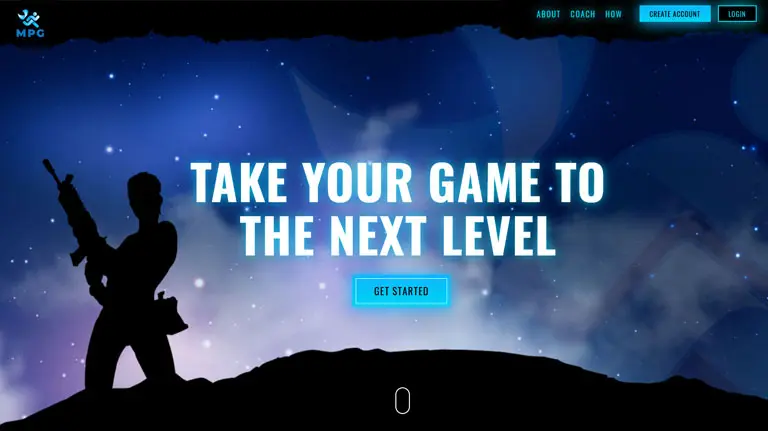 MPG
ABOUT COACH HOW CREATE ACCOUNT LOGIN
TAKE YOUR GAME TO
THE NEXT LEVEL
GET STARTED